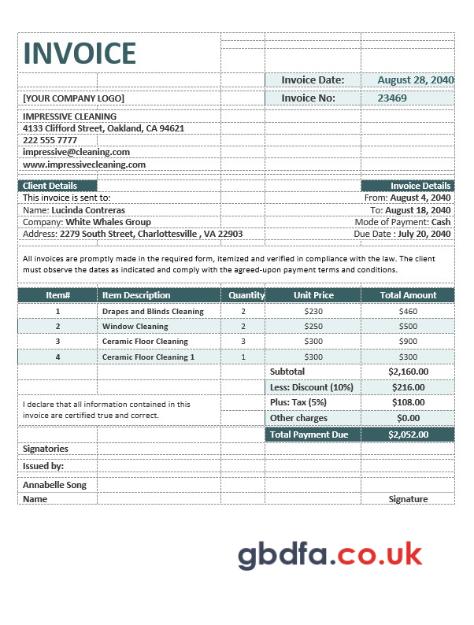 INVOICE
Invoice Date: August 28, 2040
[YOUR COMPANY LOGO] Invoice No: 23469
IMPRESSIVE CLEANING
4133 Clifford Street, Oakland, CA 94621
222 555 7777
impressive@cleaning.com
www.impressivecleaning.com
Client Details Invoice Details
This invoice is sent to: From: August 4, 2040
Name: Lucinda Contreras To: August 18, 2040
Company: White Whales Group Mode of Payment: Cash
Address: 2279 South Street, Charlottesville , VA 22903 Due Date : July 20, 2040
All invoices are promptly made in the required form, itemized and verified in compliance with the law. The client
must observe the dates as indicated and comply with the agreed-upon payment terms and conditions.
Item# Item Description Quantity Unit Price Total Amount
1 Drapes and Blinds Cleaning 2 $230 $460
2 Window Cleaning 2 $250 $500
3 Ceramic Floor Cleaning 3 $300 $900
4 Ceramic Floor Cleaning 1 1 $300 $300
Subtotal $2,160.00
Less: Discount (10%) $216.00
I declare that all information contained in this
invoice are certified true and correct.
Plus: Tax (5%) $108.00
Other charges $0.00
Total Payment Due $2,052.00
Signatories
Issued by:
Annabelle Song
Name Signature
gbdfa.co.uk